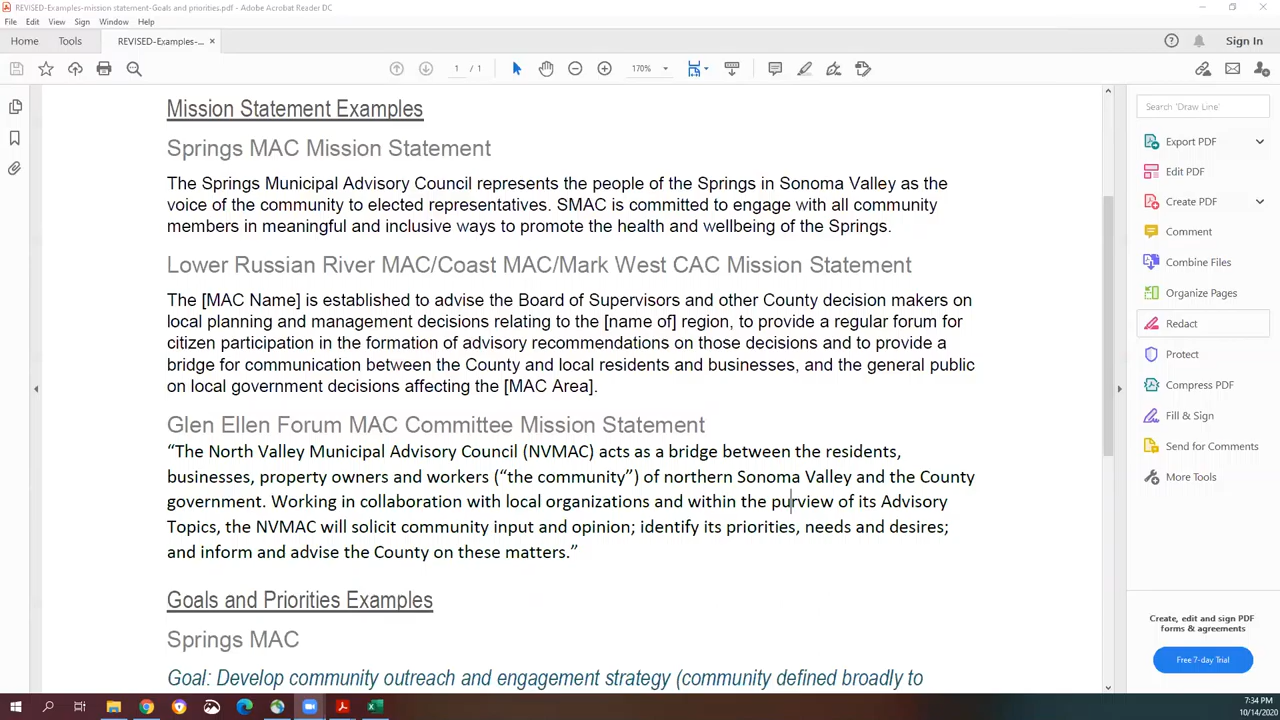 REVISED-Examples-mission statement-Goals and priorities.pdf - Adobe Acrobat Reader DC
File Edit View Sign Window Help
Home Tools REVISED-Examples-... × Sign In
1 / 1 170%
Mission Statement Examples
Springs MAC Mission Statement
The Springs Municipal Advisory Council represents the people of the Springs in Sonoma Valley as the
voice of the community to elected representatives. SMAC is committed to engage with all community
members in meaningful and inclusive ways to promote the health and wellbeing of the Springs.
Lower Russian River MAC/Coast MAC/Mark West CAC Mission Statement
The [MAC Name] is established to advise the Board of Supervisors and other County decision makers on
local planning and management decisions relating to the [name of] region, to provide a regular forum for
citizen participation in the formation of advisory recommendations on those decisions and to provide a
bridge for communication between the County and local residents and businesses, and the general public
on local government decisions affecting the [MAC Area].
Glen Ellen Forum MAC Committee Mission Statement
“The North Valley Municipal Advisory Council (NVMAC) acts as a bridge between the residents,
businesses, property owners and workers (“the community”) of northern Sonoma Valley and the County
government. Working in collaboration with local organizations and within the purview of its Advisory
Topics, the NVMAC will solicit community input and opinion; identify its priorities, needs and desires;
and inform and advise the County on these matters.”
Goals and Priorities Examples
Springs MAC
Goal: Develop community outreach and engagement strategy (community defined broadly to
Search 'Draw Line'
Export PDF
Edit PDF
Create PDF
Comment
Combine Files
Organize Pages
Redact
Protect
Compress PDF
Fill & Sign
Send for Comments
More Tools
Create, edit and sign PDF
forms & agreements
Free 7-day Trial
7:34 PM
10/14/2020